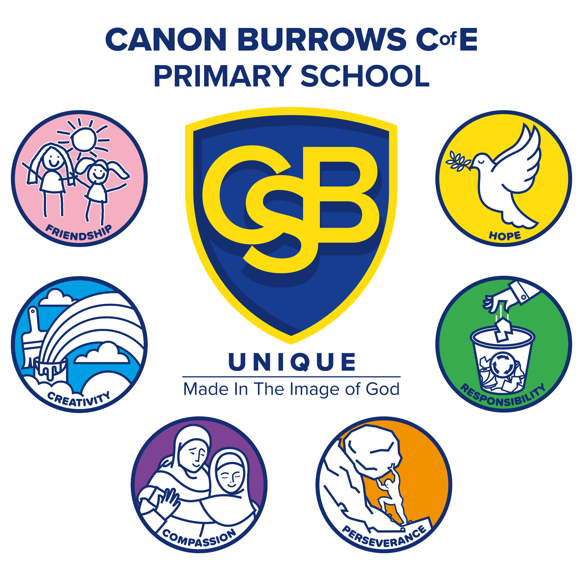 CANON BURROWS CofE
PRIMARY SCHOOL
CSB
FRIENDSHIP
HOPE
CREATIVITY
RESPONSIBILITY
UNIQUE
Made In The Image of God
COMPASSION
PERSEVERANCE